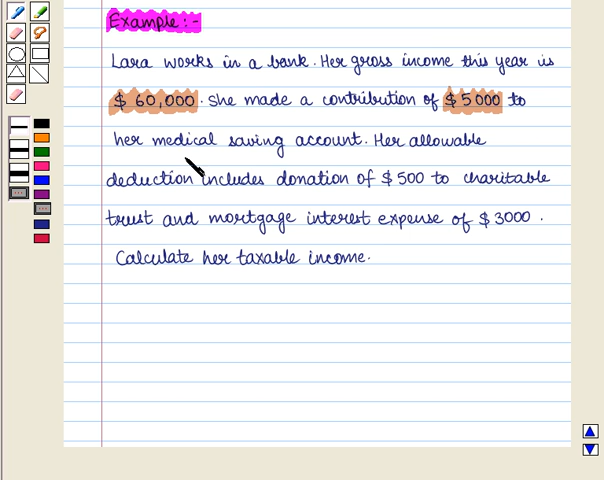 Example:-
Lara works in a bank. Her gross income this year is
$ 60,000. She made a contribution of $5000 to
her medical saving account. Her allowable
deduction includes donation of $500 to charitable
trust and mortgage interest expense of $ 3000.
Calculate her taxable income.